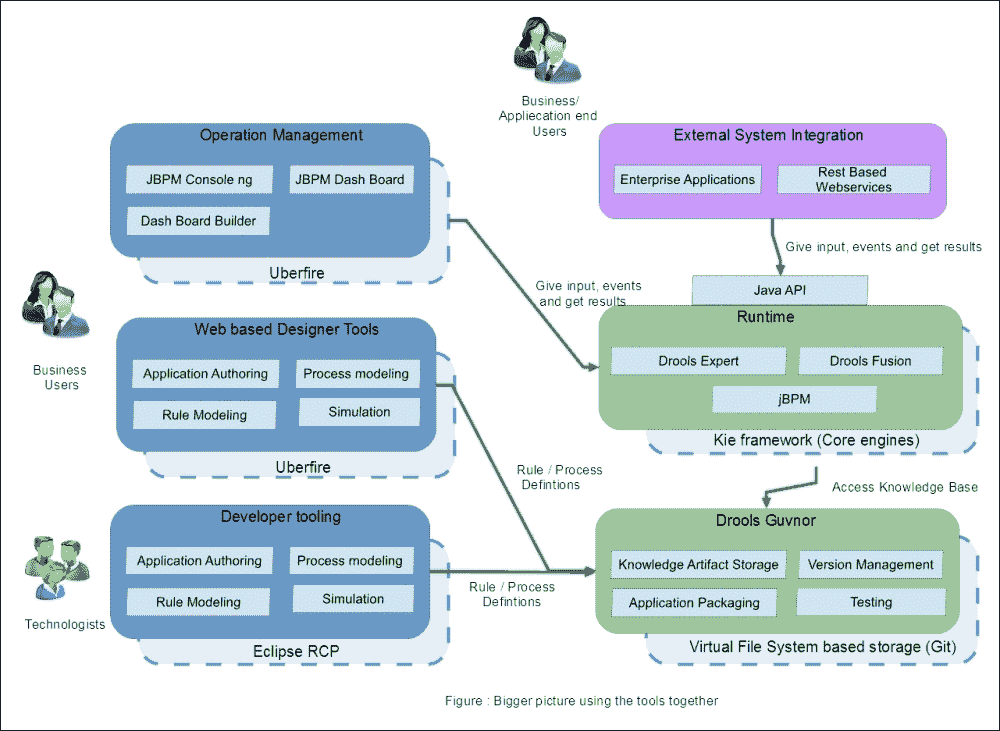 Business/
Appliecation end
Users
Operation Management
JBPM Console ng
JBPM Dash Board
Dash Board Builder
Uberfire
External System Integration
Enterprise Applications
Rest Based
Webservices
Give input, events and get results
Java API
Give input, events
and get results
Runtime
Drools Expert
Drools Fusion
jBPM
Kie framework (Core engines)
Business
Users
Web based Designer Tools
Application Authoring
Process modeling
Rule Modeling
Simulation
Uberfire
Rule / Process
Defintions
Access Knowledge Base
Technologists
Developer tooling
Application Authoring
Process modeling
Rule Modeling
Simulation
Eclipse RCP
Rule / Process
Defintions
Drools Guvnor
Knowledge Artifact Storage
Version Management
Application Packaging
Testing
Virtual File System based storage (Git)
Figure : Bigger picture using the tools together